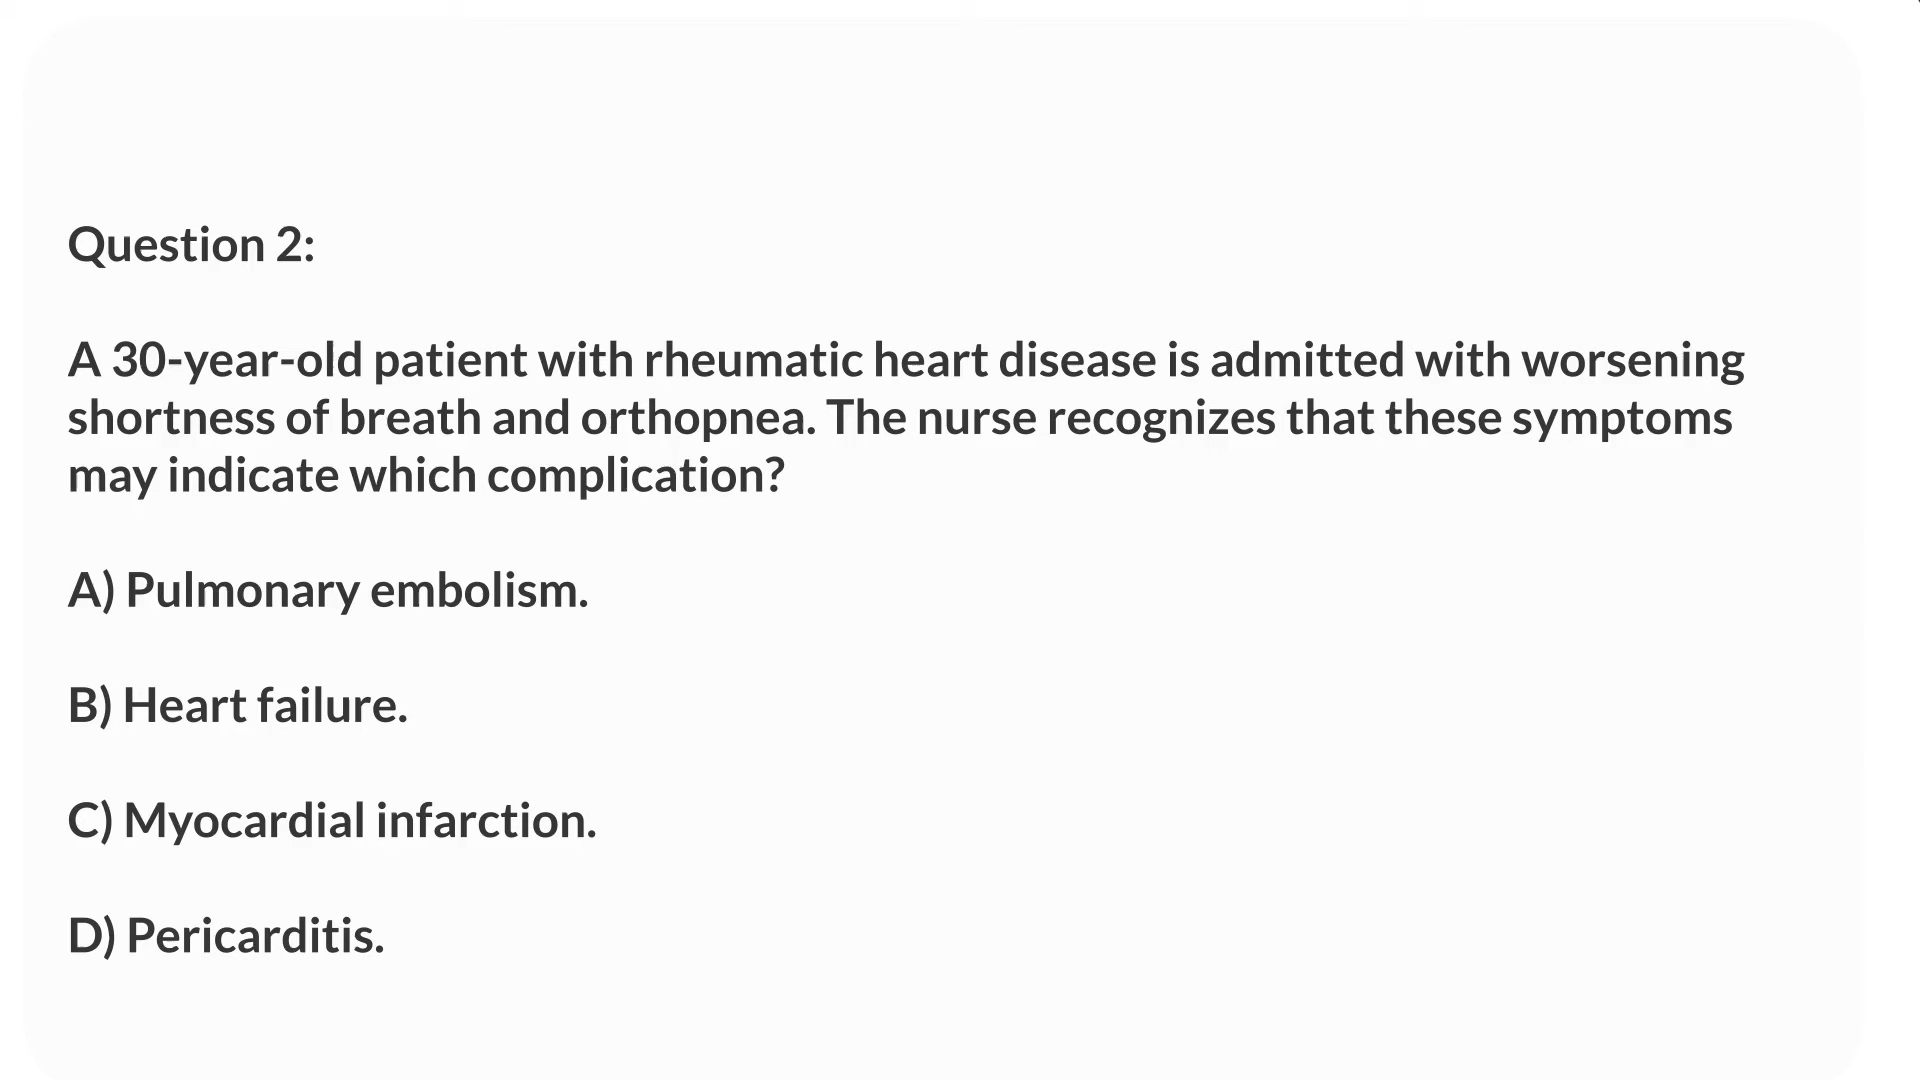 Question 2:
A 30-year-old patient with rheumatic heart disease is admitted with worsening
shortness of breath and orthopnea. The nurse recognizes that these symptoms
may indicate which complication?
A) Pulmonary embolism.
B) Heart failure.
C) Myocardial infarction.
D) Pericarditis.